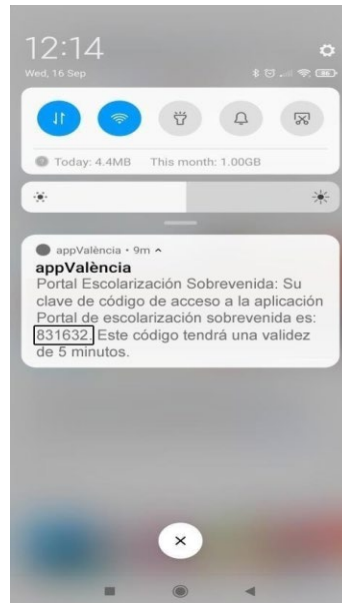 12:14
Wed, 16 Sep
Today: 4.4MB This month: 1.00GB
appValència • 9m
appValència
Portal Escolarización Sobrevenida: Su
clave de código de acceso a la aplicación
Portal de escolarización sobrevenida es:
831632. Este código tendrá una validez
de 5 minutos.